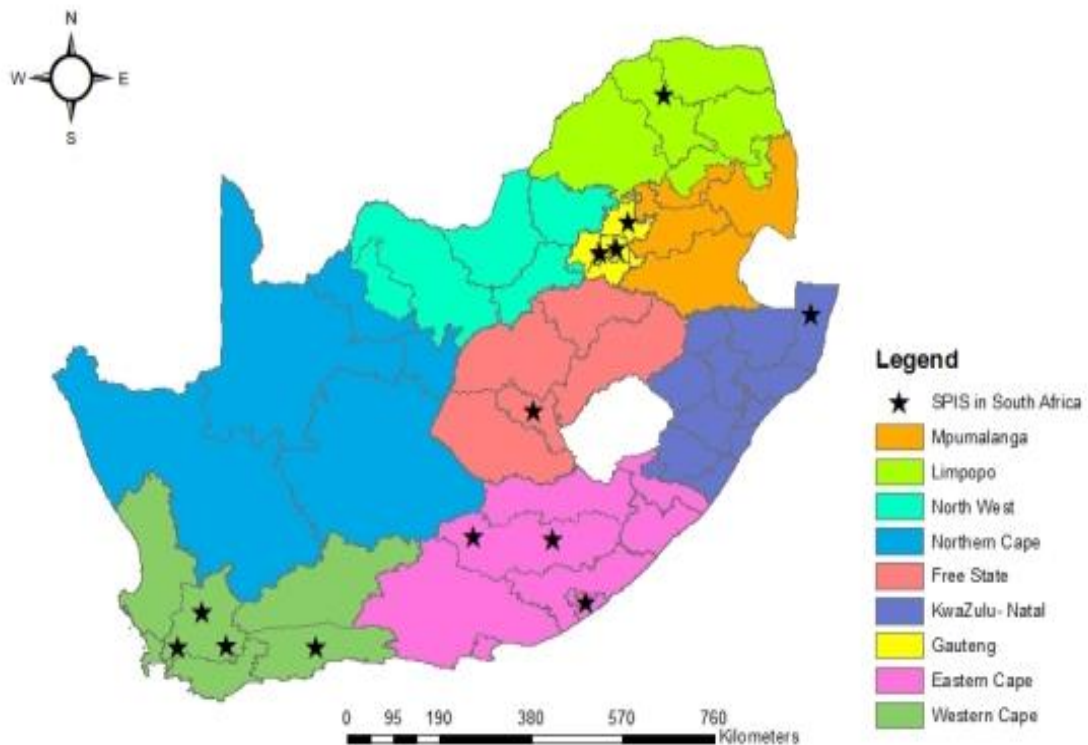 N
W E
S
Legend
SPIS in South Africa
Mpumalanga
Limpopo
North West
Northern Cape
Free State
KwaZulu- Natal
Gauteng
Eastern Cape
Western Cape
0 95 190 380 570 760
Kilometers